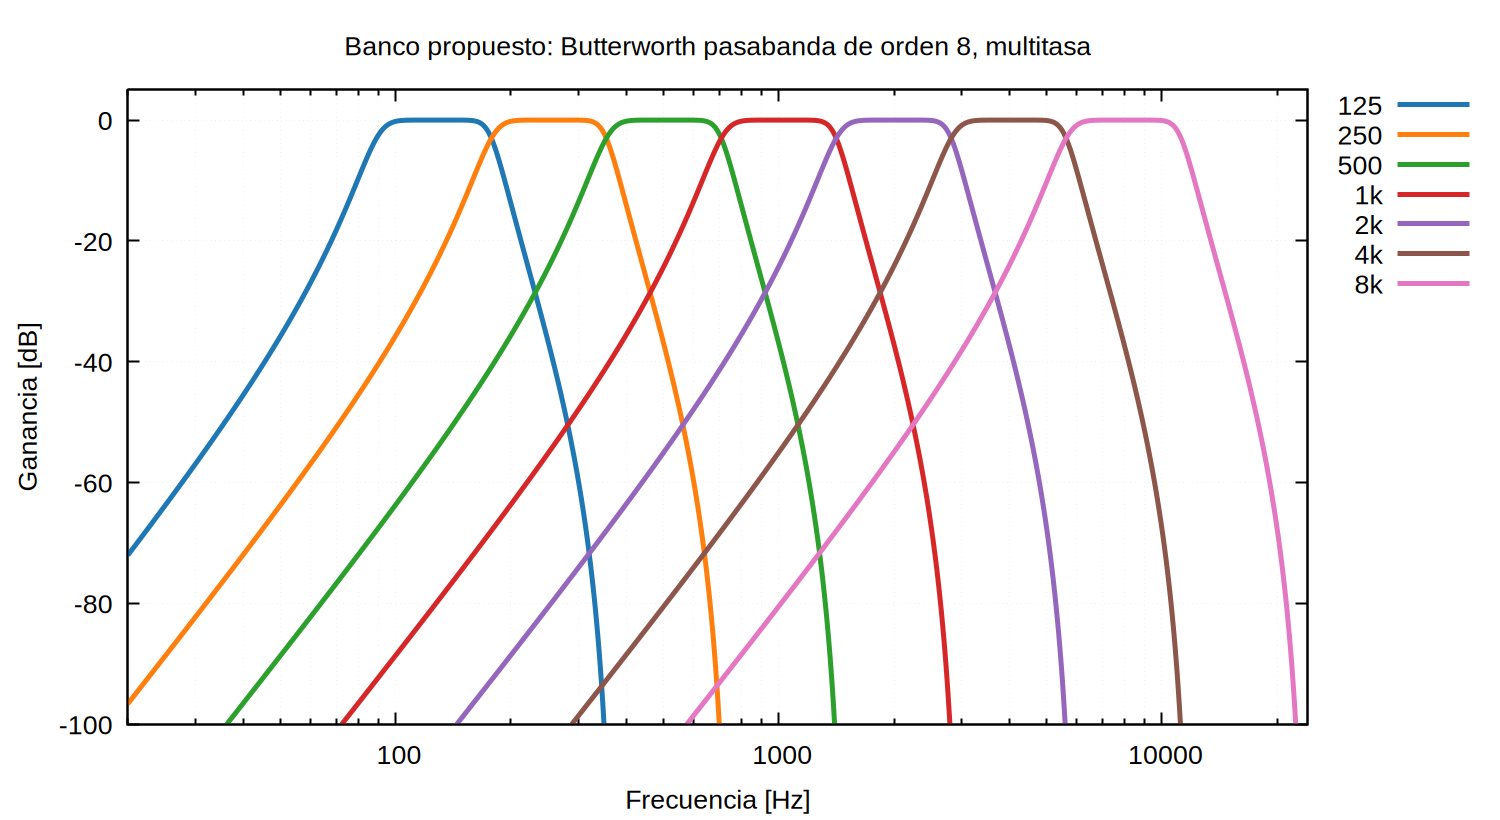 Banco propuesto: Butterworth pasabanda de orden 8, multitasa
125
250
500
1k
2k
4k
8k
0
-20
-40
-60
-80
-100
Ganancia [dB]
100
1000
10000
Frecuencia [Hz]